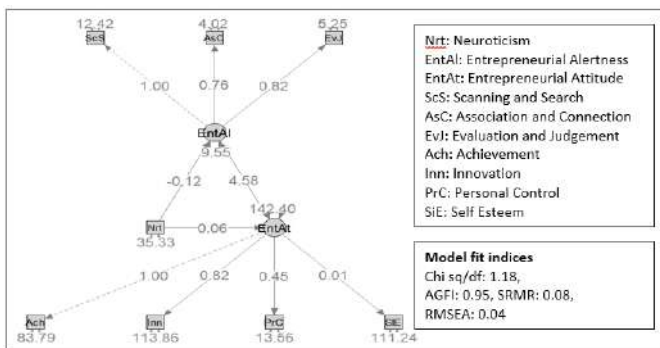 12.42 4.02 5.25
ScS AsC EvJ
1.00 0.76 0.82
EntAl
9.55
-0.12 4.58
142.40
Nrt 0.06 EntAt
35.33
1.00 0.82 0.45 0.01
Ach Inn PrC SiE
83.79 113.86 13.56 111.24
Nrt: Neuroticism
EntAl: Entrepreneurial Alertness
EntAt: Entrepreneurial Attitude
ScS: Scanning and Search
AsC: Association and Connection
EvJ: Evaluation and Judgement
Ach: Achievement
Inn: Innovation
PrC: Personal Control
SiE: Self Esteem
Model fit indices
Chi sq/df: 1.18,
AGFI: 0.95, SRMR: 0.08,
RMSEA: 0.04